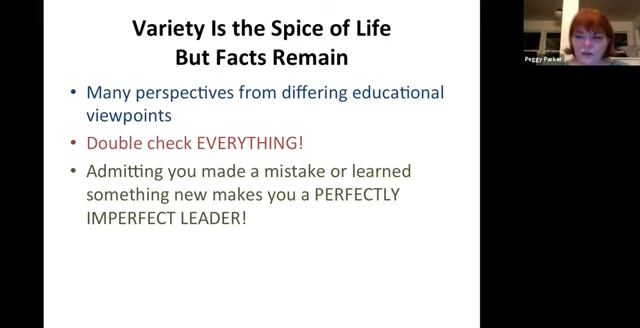 Variety Is the Spice of Life
But Facts Remain
• Many perspectives from differing educational
viewpoints
• Double check EVERYTHING!
• Admitting you made a mistake or learned
something new makes you a PERFECTLY
IMPERFECT LEADER!
Peggy Parker